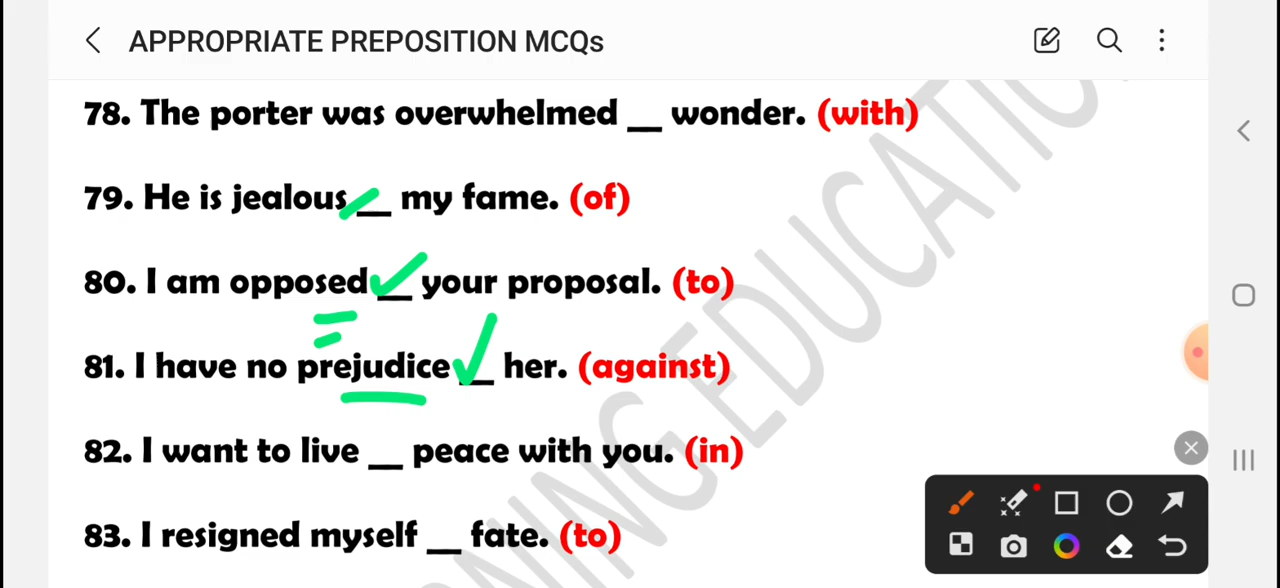 APPROPRIATE PREPOSITION MCQs
78. The porter was overwhelmed __ wonder. (with)
79. He is jealous __ my fame. (of)
80. I am opposed __ your proposal. (to)
81. I have no prejudice __ her. (against)
82. I want to live __ peace with you. (in)
83. I resigned myself __ fate. (to)
NING EDUCATI